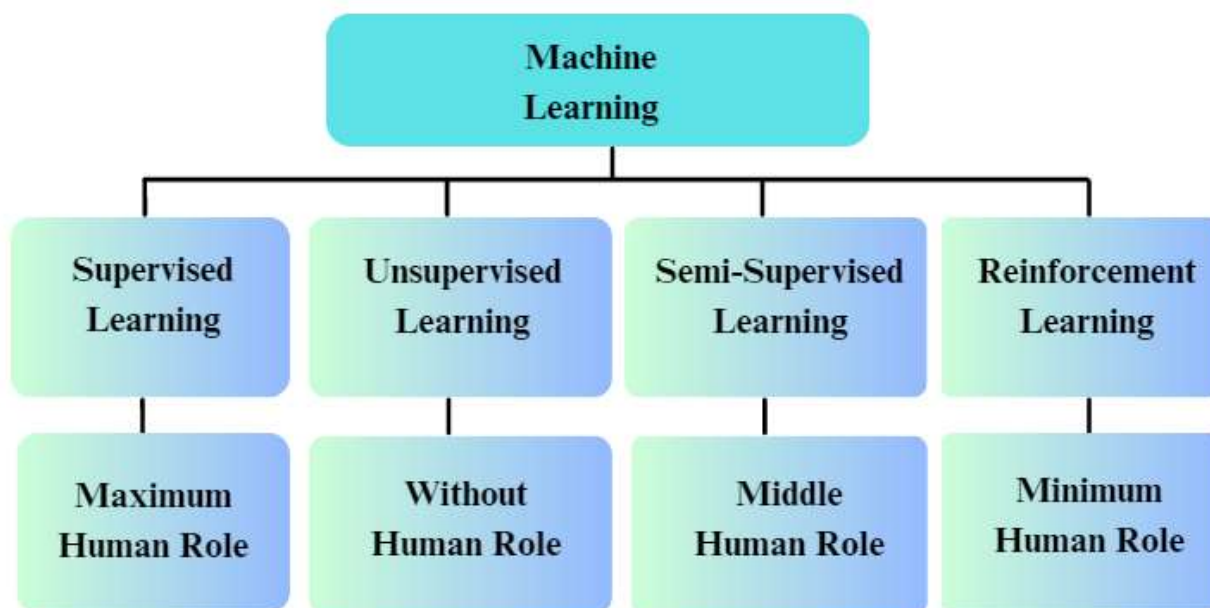 Machine
Learning
Supervised
Learning
Unsupervised
Learning
Semi-Supervised
Learning
Reinforcement
Learning
Maximum
Human Role
Without
Human Role
Middle
Human Role
Minimum
Human Role